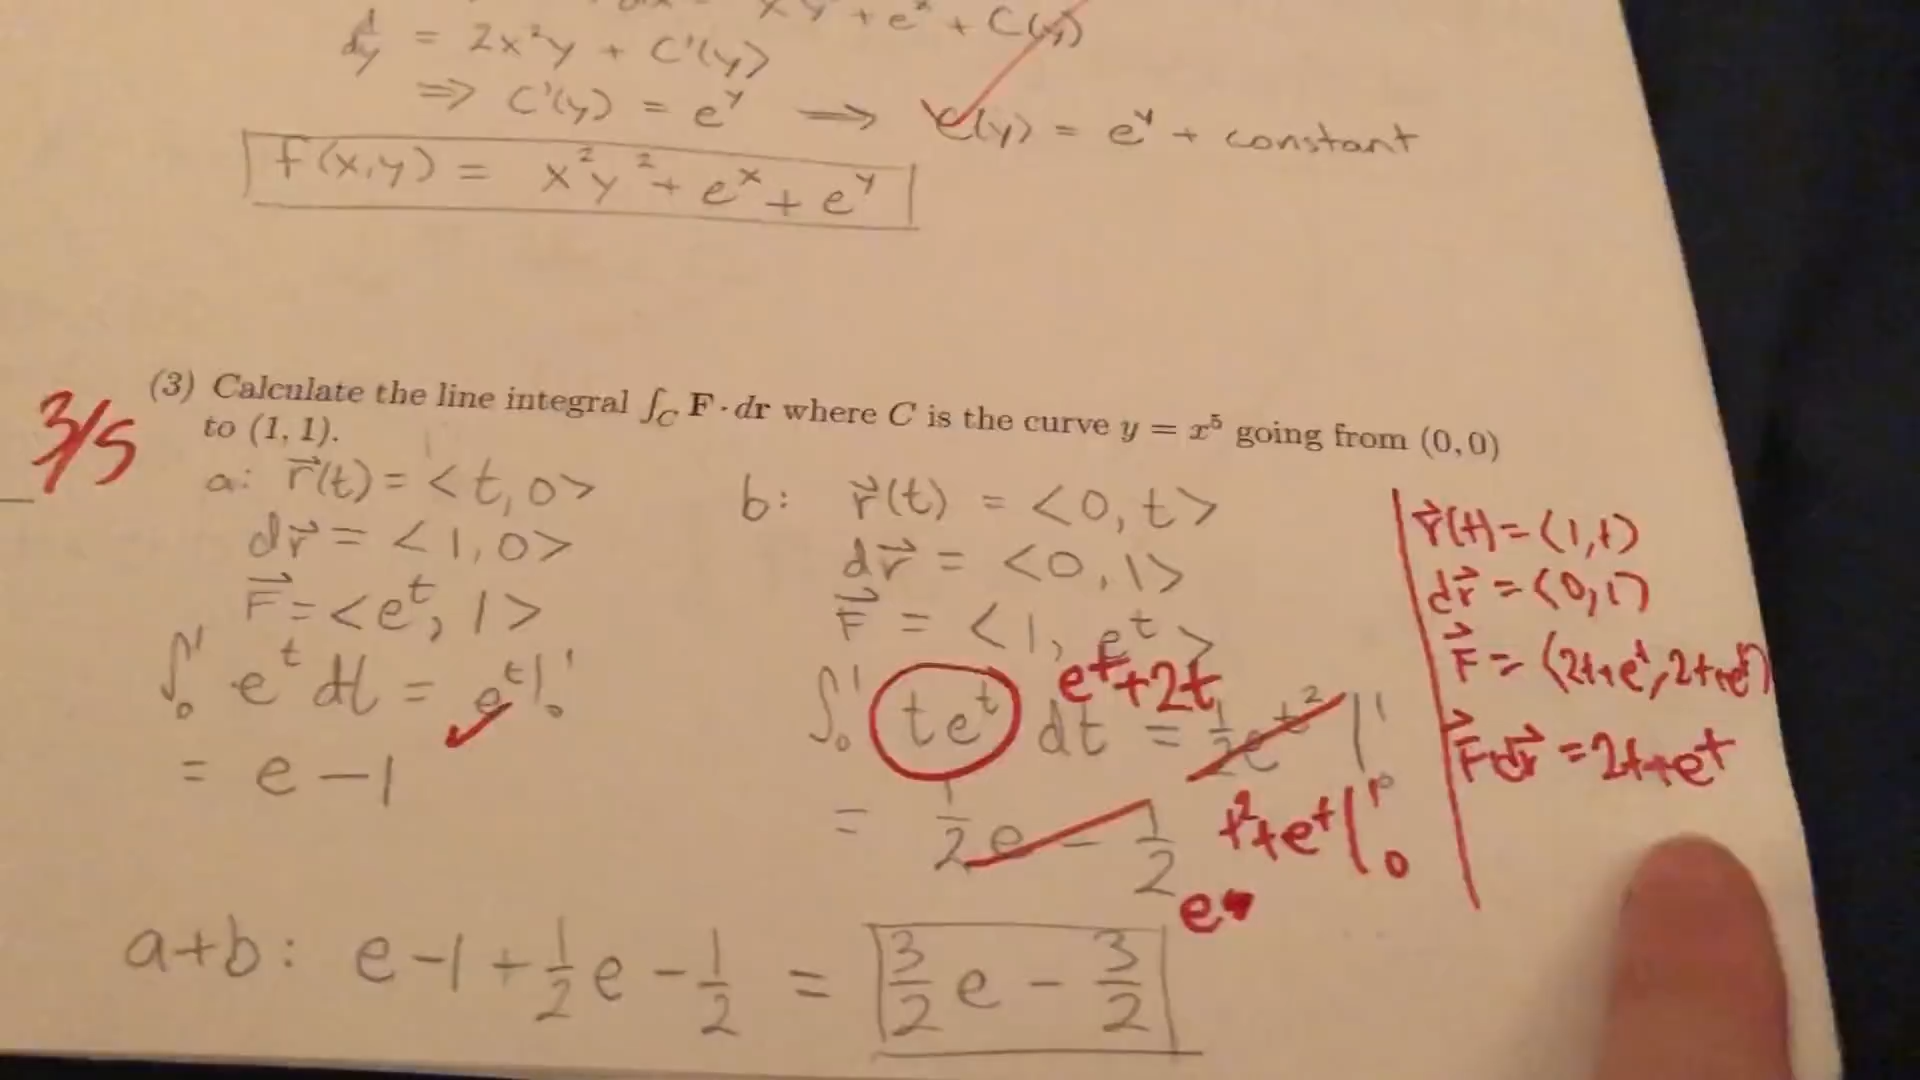 xy + eˣ + C(y)
d/dy = 2x²y + C'(y)
⇒ C'(y) = e^y ⟹ C(y) = e^y + constant
f(x,y) = x²y² + e^x + e^y
3/5
(3) Calculate the line integral ∫_C F · dr where C is the curve y = x⁵ going from (0, 0)
to (1, 1).
a: r⃗(t) = <t, 0>
dr⃗ = <1, 0>
F⃗ = <e^t, 1>
∫₀¹ e^t dt = e^t |₀¹
= e - 1
b: r⃗(t) = <0, t>
dr⃗ = <0, 1>
F⃗ = <1, e^t>
e^t + 2t
∫₀¹ te^t dt = ½e^t² |₀¹
= ½e - ½
t² + e^t |₀¹
e
r⃗(t) = ⟨1, t⟩
dr⃗ = ⟨0, 1⟩
F⃗ = ⟨2t+e^t, 2t+e^t⟩
F⃗·dr⃗ = 2t+e^t
a+b: e - 1 + ½e - ½ = 3/2 e - 3/2